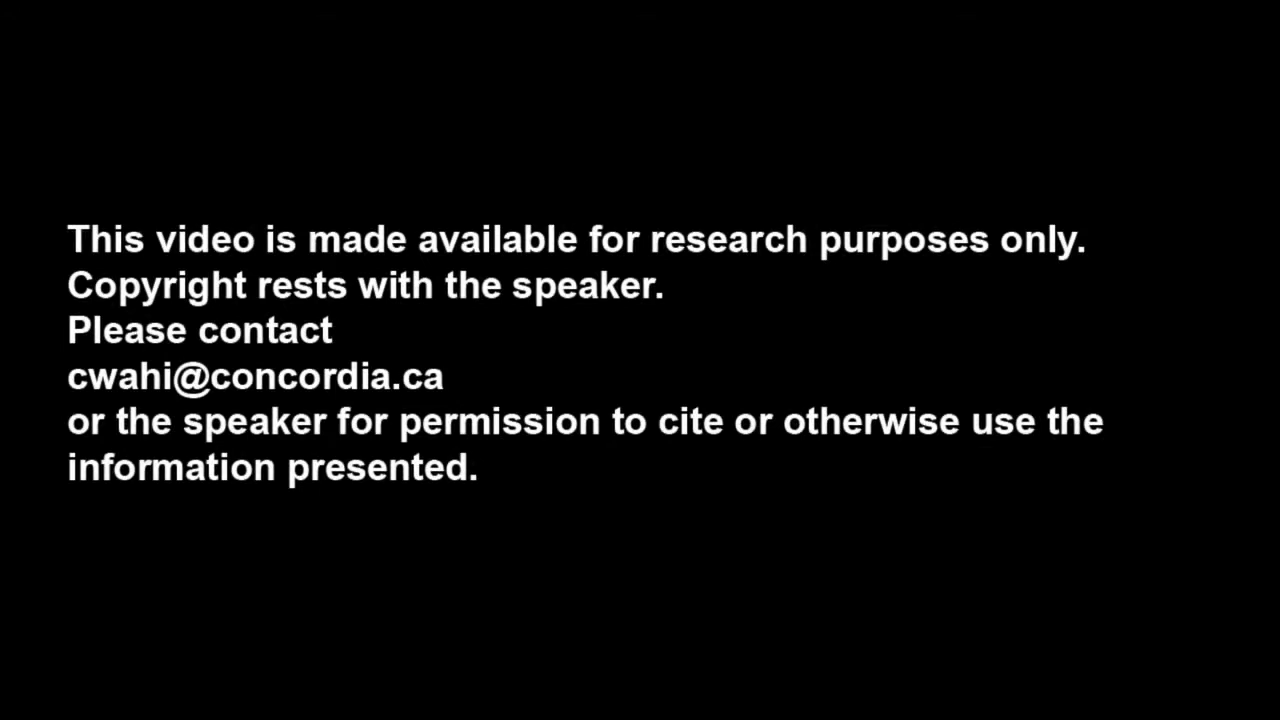 This video is made available for research purposes only.
Copyright rests with the speaker.
Please contact
cwahi@concordia.ca
or the speaker for permission to cite or otherwise use the
information presented.